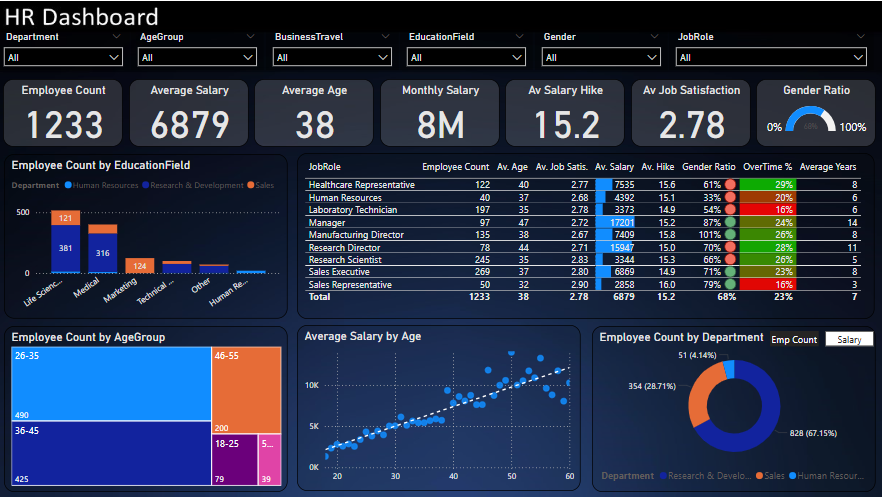 HR Dashboard
Department AgeGroup BusinessTravel EducationField Gender JobRole
All All All All All All
Employee Count Average Salary Average Age Monthly Salary Av Salary Hike Av Job Satisfaction Gender Ratio
1233 6879 38 8M 15.2 2.78 0% 68% 100%
Employee Count by EducationField
Department Human Resources Research & Development Sales
500
121
381 316
124
0
Life Scienc... Medical Marketing Technical ... Other Human Re...
JobRole Employee Count Av. Age Av. Job Satis. Av. Salary Av. Hike Gender Ratio OverTime % Average Years
Healthcare Representative 122 40 2.77 7535 15.6 61% 29% 8
Human Resources 40 37 2.68 4392 15.1 33% 20% 6
Laboratory Technician 197 35 2.78 3373 14.9 54% 16% 6
Manager 97 47 2.72 17201 15.2 87% 24% 14
Manufacturing Director 135 38 2.67 7409 15.8 101% 26% 8
Research Director 78 44 2.71 15947 15.0 70% 28% 11
Research Scientist 245 35 2.83 3344 15.3 66% 26% 5
Sales Executive 269 37 2.80 6869 14.9 71% 23% 8
Sales Representative 50 32 2.90 2858 16.0 79% 16% 3
Total 1233 38 2.78 6879 15.2 68% 23% 7
Employee Count by AgeGroup
26-35 46-55
490 200
36-45 18-25 5...
425 79 39
Average Salary by Age
10K
5K
0K
20 30 40 50 60
Employee Count by Department Emp Count Salary
51 (4.14%)
354 (28.71%)
828 (67.15%)
Department Research & Develo... Sales Human Resour...